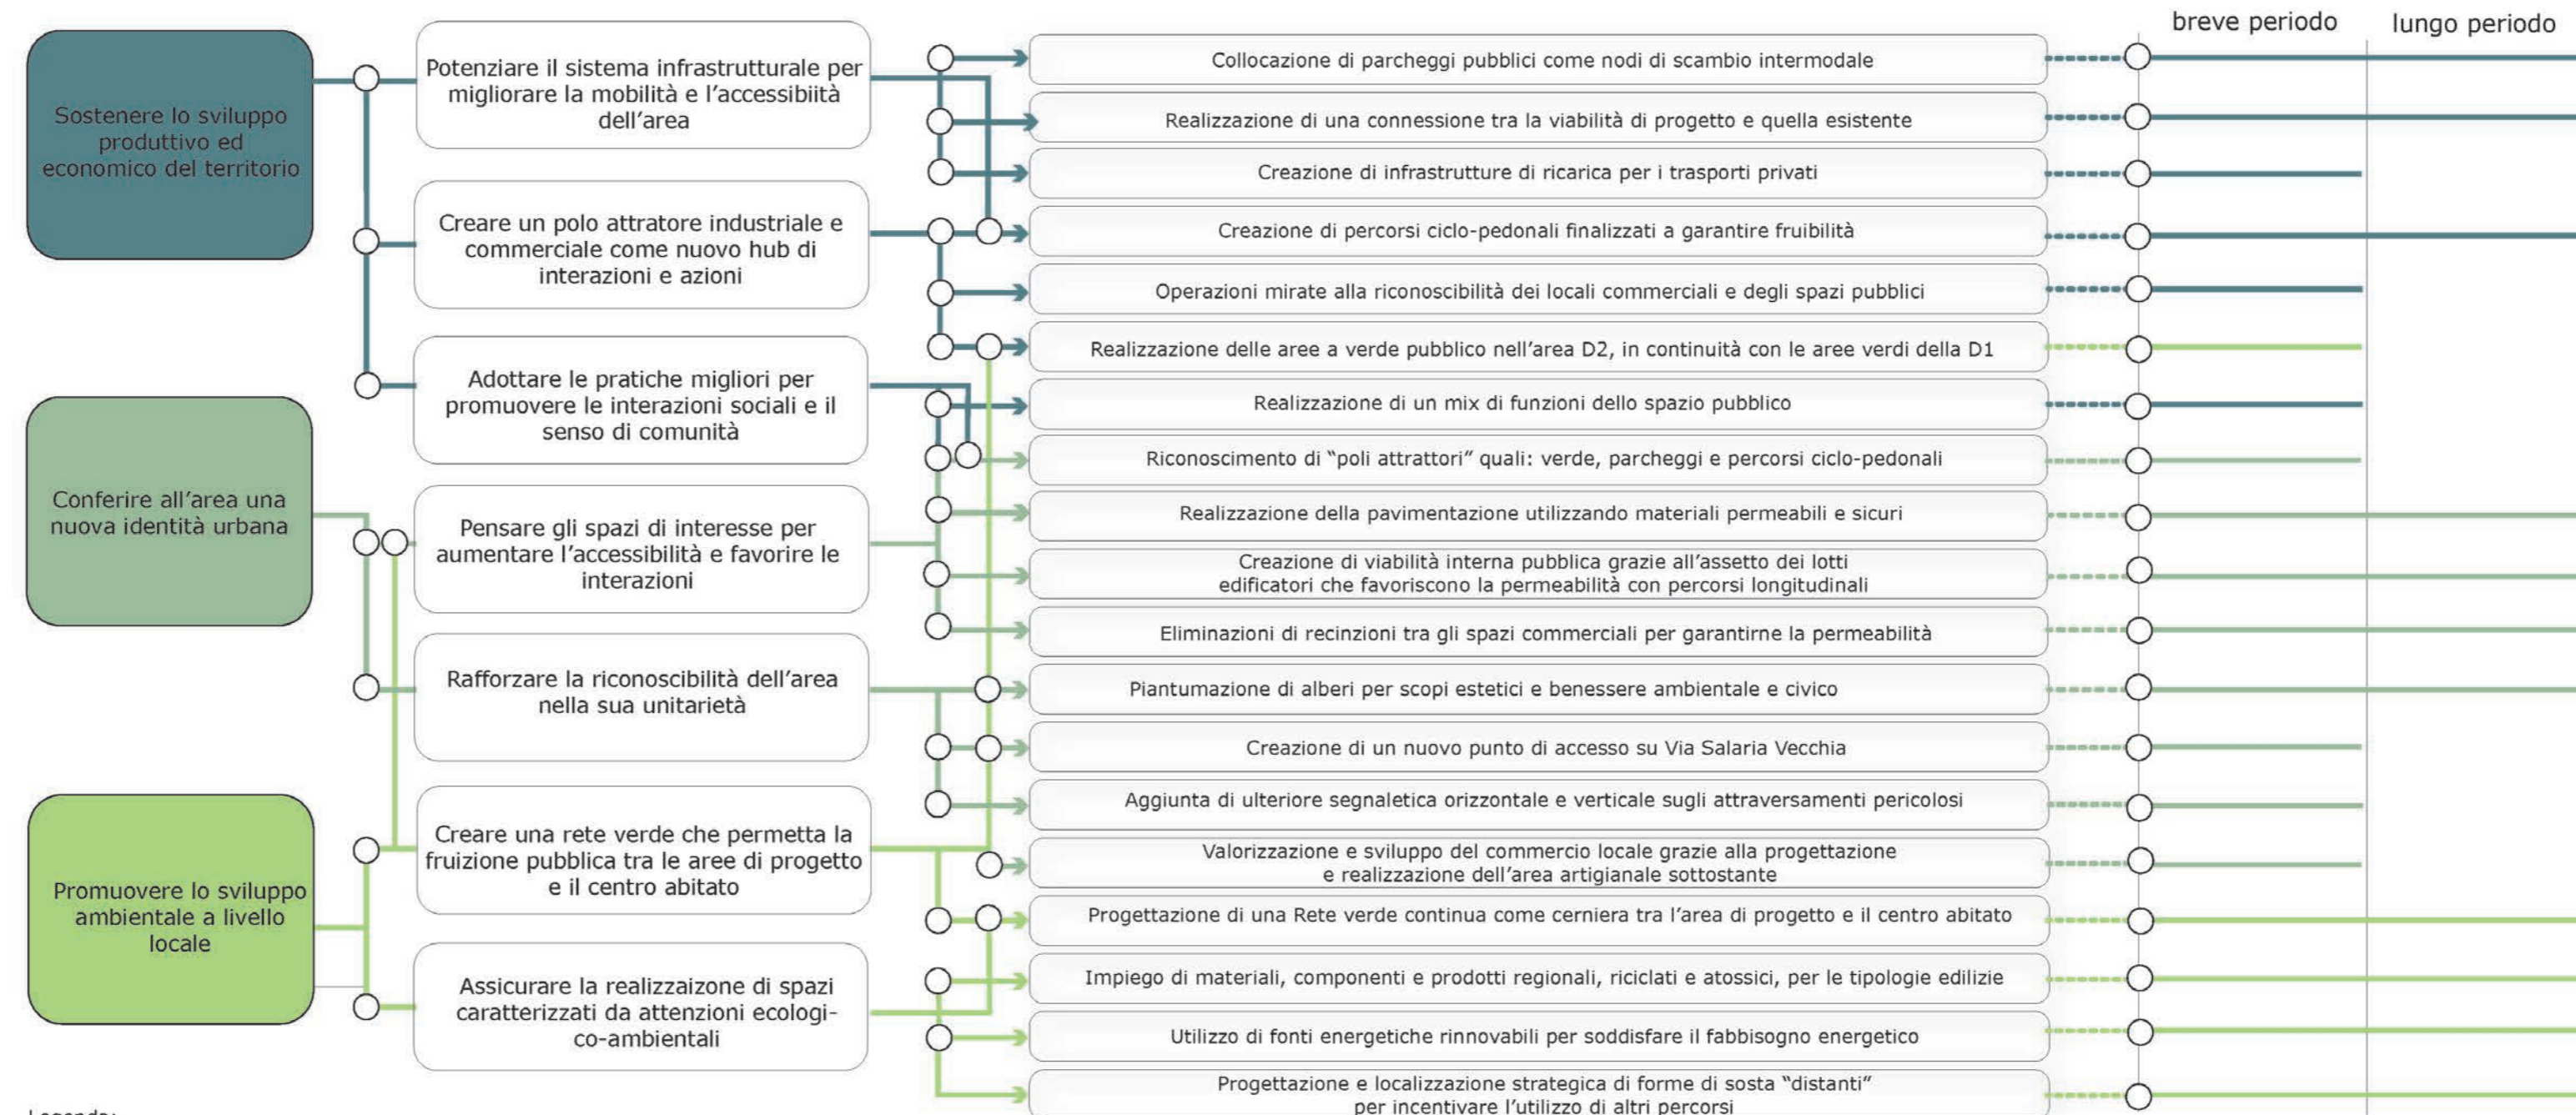 breve periodo
lungo periodo
Sostenere lo sviluppo
produttivo ed
economico del territorio
Conferire all'area una
nuova identità urbana
Promuovere lo sviluppo
ambientale a livello
locale
Potenziare il sistema infrastrutturale per
migliorare la mobilità e l'accessibiità
dell'area
Creare un polo attratore industriale e
commerciale come nuovo hub di
interazioni e azioni
Adottare le pratiche migliori per
promuovere le interazioni sociali e il
senso di comunità
Pensare gli spazi di interesse per
aumentare l'accessibilità e favorire le
interazioni
Rafforzare la riconoscibilità dell'area
nella sua unitarietà
Creare una rete verde che permetta la
fruizione pubblica tra le aree di progetto
e il centro abitato
Assicurare la realizzaizone di spazi
caratterizzati da attenzioni ecologi-
co-ambientali
Collocazione di parcheggi pubblici come nodi di scambio intermodale
Realizzazione di una connessione tra la viabilità di progetto e quella esistente
Creazione di infrastrutture di ricarica per i trasporti privati
Creazione di percorsi ciclo-pedonali finalizzati a garantire fruibilità
Operazioni mirate alla riconoscibilità dei locali commerciali e degli spazi pubblici
Realizzazione delle aree a verde pubblico nell'area D2, in continuità con le aree verdi della D1
Realizzazione di un mix di funzioni dello spazio pubblico
Riconoscimento di "poli attrattori" quali: verde, parcheggi e percorsi ciclo-pedonali
Realizzazione della pavimentazione utilizzando materiali permeabili e sicuri
Creazione di viabilità interna pubblica grazie all'assetto dei lotti
edificatori che favoriscono la permeabilità con percorsi longitudinali
Eliminazioni di recinzioni tra gli spazi commerciali per garantirne la permeabilità
Piantumazione di alberi per scopi estetici e benessere ambientale e civico
Creazione di un nuovo punto di accesso su Via Salaria Vecchia
Aggiunta di ulteriore segnaletica orizzontale e verticale sugli attraversamenti pericolosi
Valorizzazione e sviluppo del commercio locale grazie alla progettazione
e realizzazione dell'area artigianale sottostante
Progettazione di una Rete verde continua come cerniera tra l'area di progetto e il centro abitato
Impiego di materiali, componenti e prodotti regionali, riciclati e atossici, per le tipologie edilizie
Utilizzo di fonti energetiche rinnovabili per soddisfare il fabbisogno energetico
Progettazione e localizzazione strategica di forme di sosta "distanti"
per incentivare l'utilizzo di altri percorsi